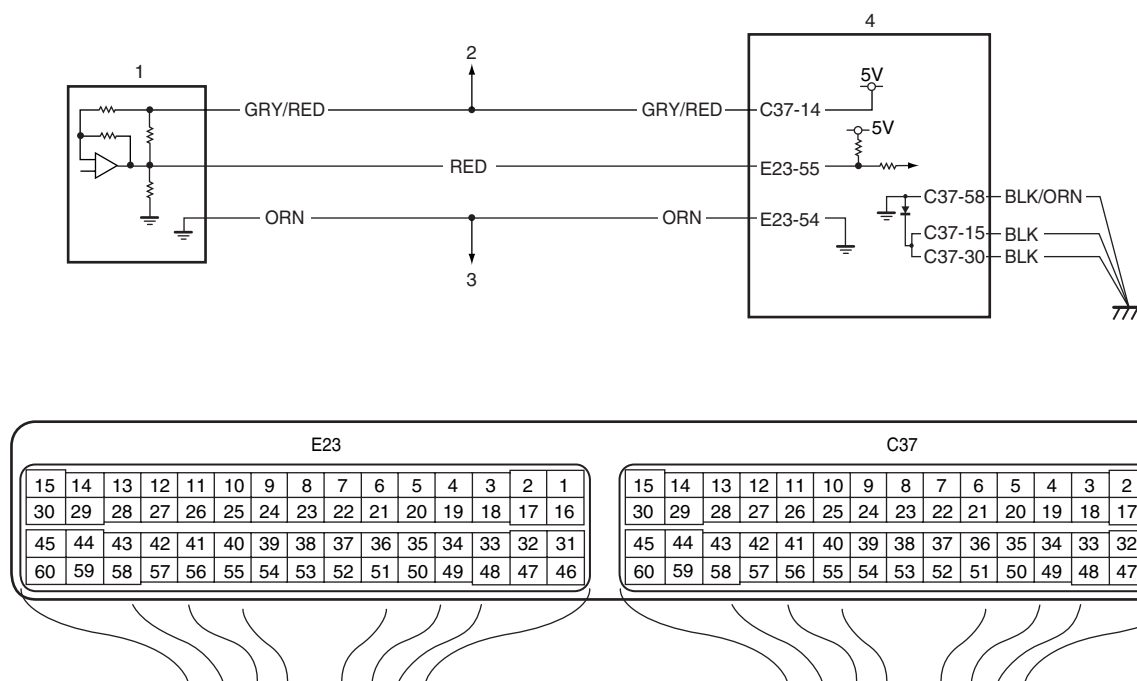 4
2
1
5V
GRY/RED GRY/RED C37-14
5V
RED E23-55
C37-58 BLK/ORN
ORN ORN E23-54
C37-15 BLK
C37-30 BLK
3
E23 C37
15 14 13 12 11 10 9 8 7 6 5 4 3 2 1 15 14 13 12 11 10 9 8 7 6 5 4 3 2
30 29 28 27 26 25 24 23 22 21 20 19 18 17 16 30 29 28 27 26 25 24 23 22 21 20 19 18 17
45 44 43 42 41 40 39 38 37 36 35 34 33 32 31 45 44 43 42 41 40 39 38 37 36 35 34 33 32
60 59 58 57 56 55 54 53 52 51 50 49 48 47 46 60 59 58 57 56 55 54 53 52 51 50 49 48 47